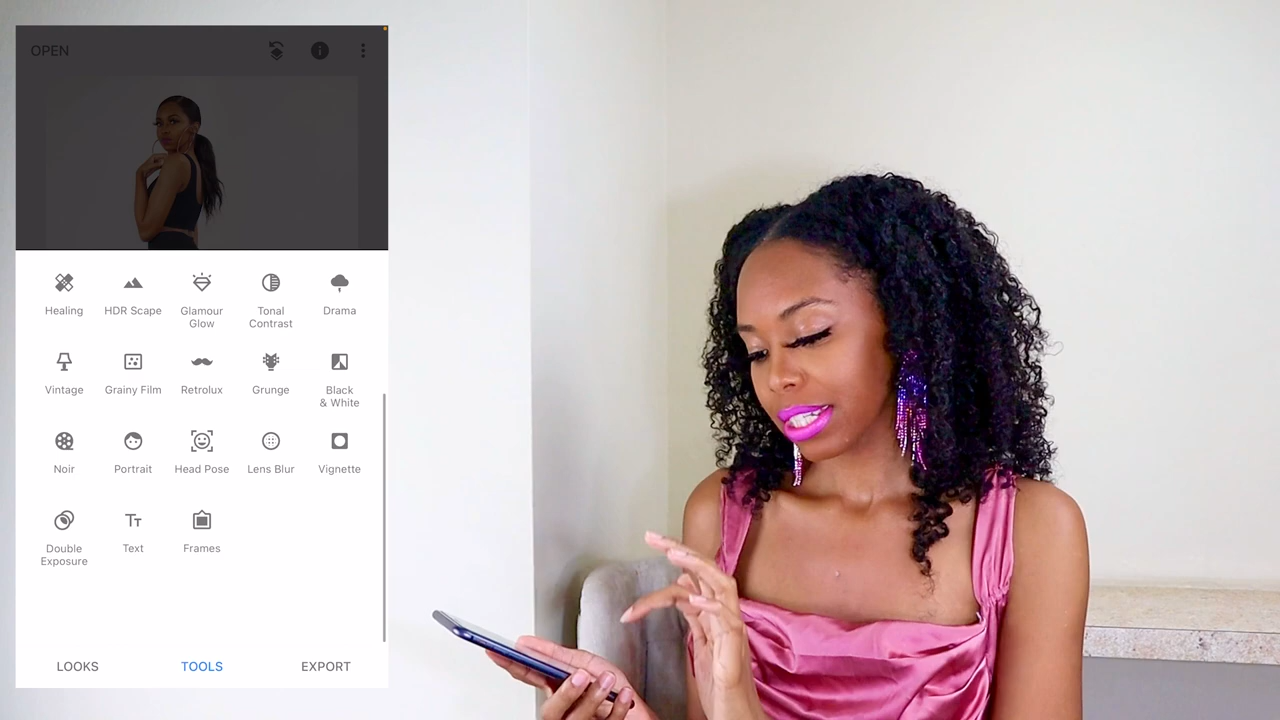 OPEN
Healing
HDR Scape
Glamour
Glow
Tonal
Contrast
Drama
Vintage
Grainy Film
Retrolux
Grunge
Black
& White
Noir
Portrait
Head Pose
Lens Blur
Vignette
Double
Exposure
Text
Frames
LOOKS
TOOLS
EXPORT